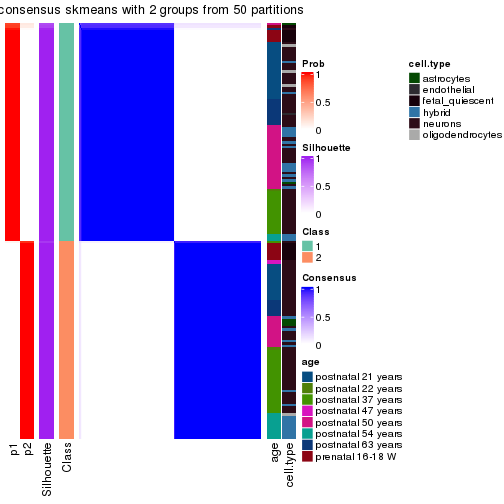 consensus skmeans with 2 groups from 50 partitions
Prob
1
0.5
0
Silhouette
1
0.5
0
Class
1
2
Consensus
1
0.5
0
age
postnatal 21 years
postnatal 22 years
postnatal 37 years
postnatal 47 years
postnatal 50 years
postnatal 54 years
postnatal 63 years
prenatal 16-18 W
cell.type
astrocytes
endothelial
fetal_quiescent
hybrid
neurons
oligodendrocytes
p1
p2
Silhouette
Class
age
cell.type